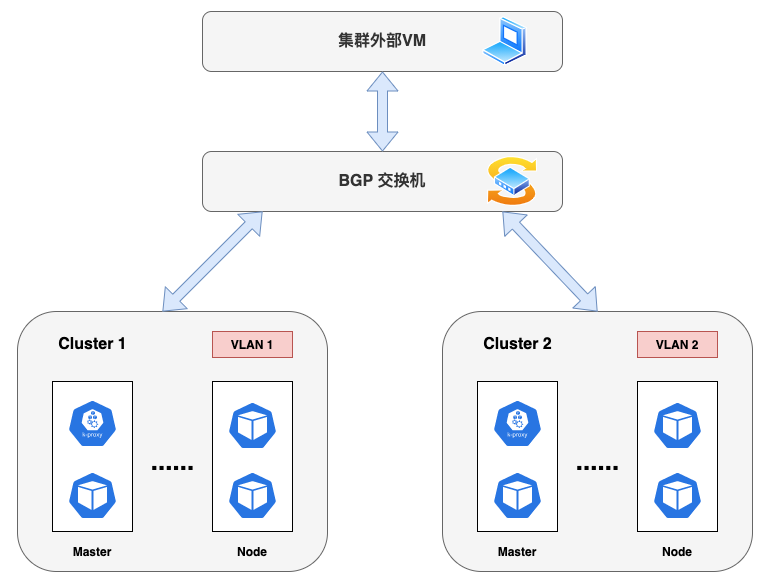 集群外部VM
BGP 交换机
Cluster 1
VLAN 1
k-proxy
......
Master
Node
Cluster 2
VLAN 2
k-proxy
......
Master
Node